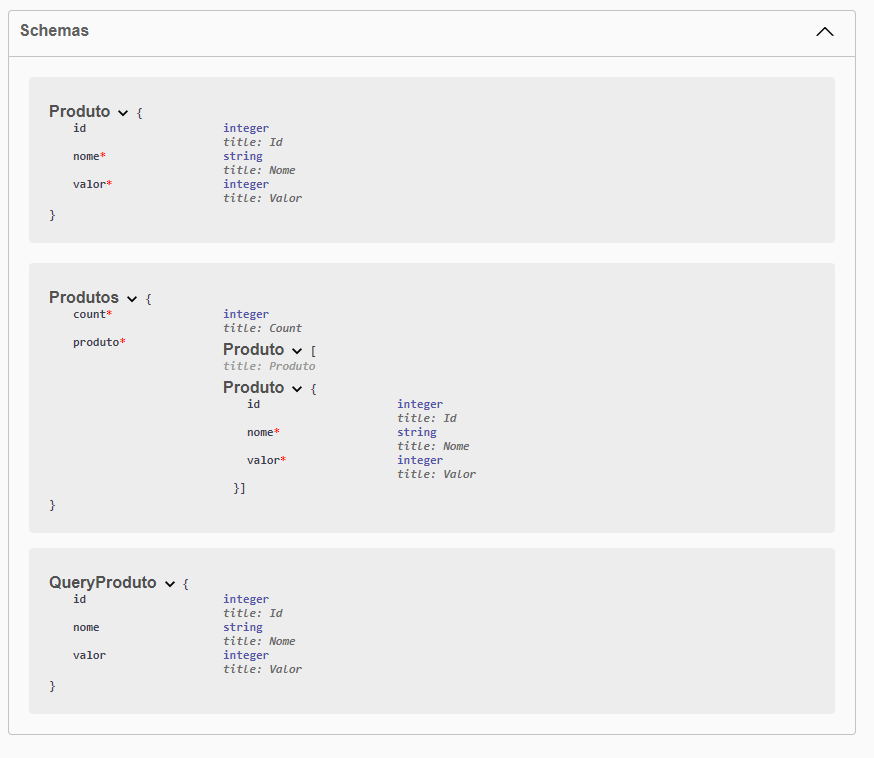 Schemas
Produto {
id integer
title: Id
nome* string
title: Nome
valor* integer
title: Valor
}
Produtos {
count* integer
title: Count
produto* Produto [
title: Produto
Produto {
id integer
title: Id
nome* string
title: Nome
valor* integer
title: Valor
}]
}
QueryProduto {
id integer
title: Id
nome string
title: Nome
valor integer
title: Valor
}